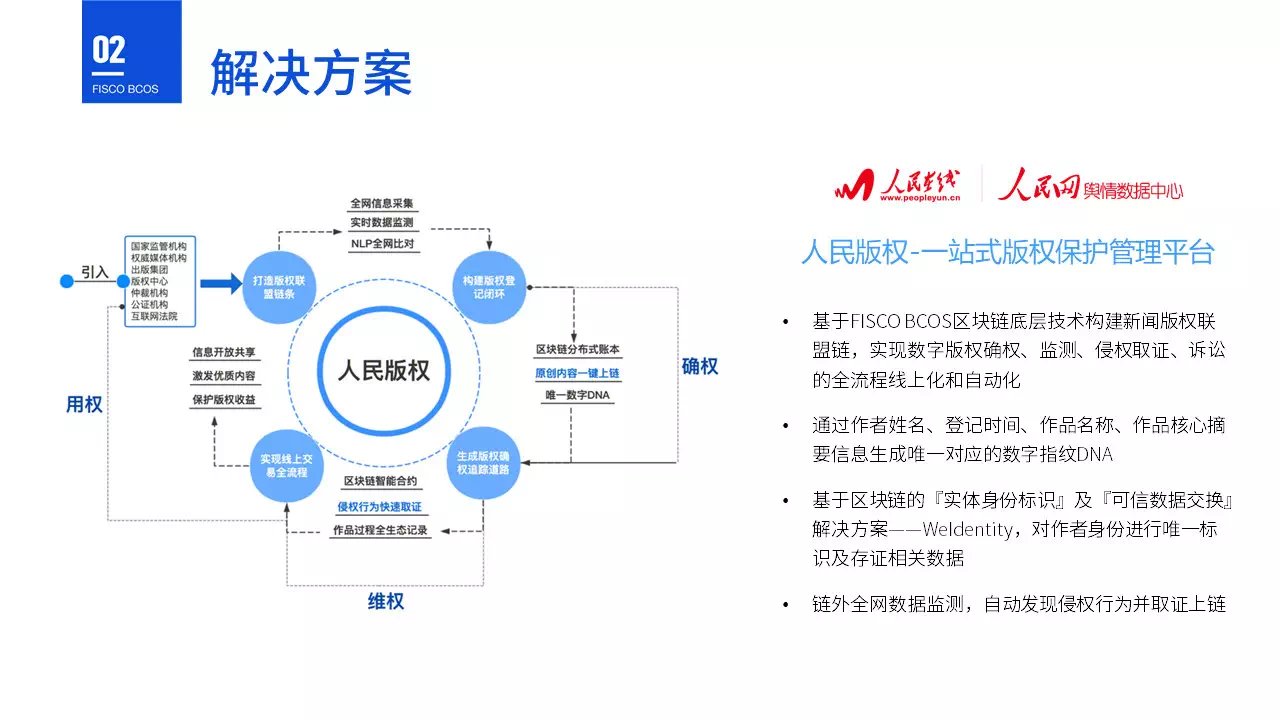 02
FISCO BCOS
解决方案
引入
国家监管机构
权威媒体机构
出版集团
版权中心
仲裁机构
公证机构
互联网法院
打造版权联
盟链条
全网信息采集
实时数据监测
NLP全网比对
构建版权登
记闭环
区块链分布式账本
原创内容一键上链
唯一数字DNA
确权
生成版权确
权追踪道路
区块链智能合约
侵权行为快速取证
作品过程全生态记录
维权
实现线上交
易全流程
信息开放共享
激发优质内容
保护版权收益
用权
人民版权
人民在线
www.peopleyun.cn
人民网 舆情数据中心
人民版权-一站式版权保护管理平台
• 基于FISCO BCOS区块链底层技术构建新闻版权联
盟链，实现数字版权确权、监测、侵权取证、诉讼
的全流程线上化和自动化
• 通过作者姓名、登记时间、作品名称、作品核心摘
要信息生成唯一对应的数字指纹DNA
• 基于区块链的『实体身份标识』及『可信数据交换』
解决方案——WeIdentity，对作者身份进行唯一标
识及存证相关数据
• 链外全网数据监测，自动发现侵权行为并取证上链